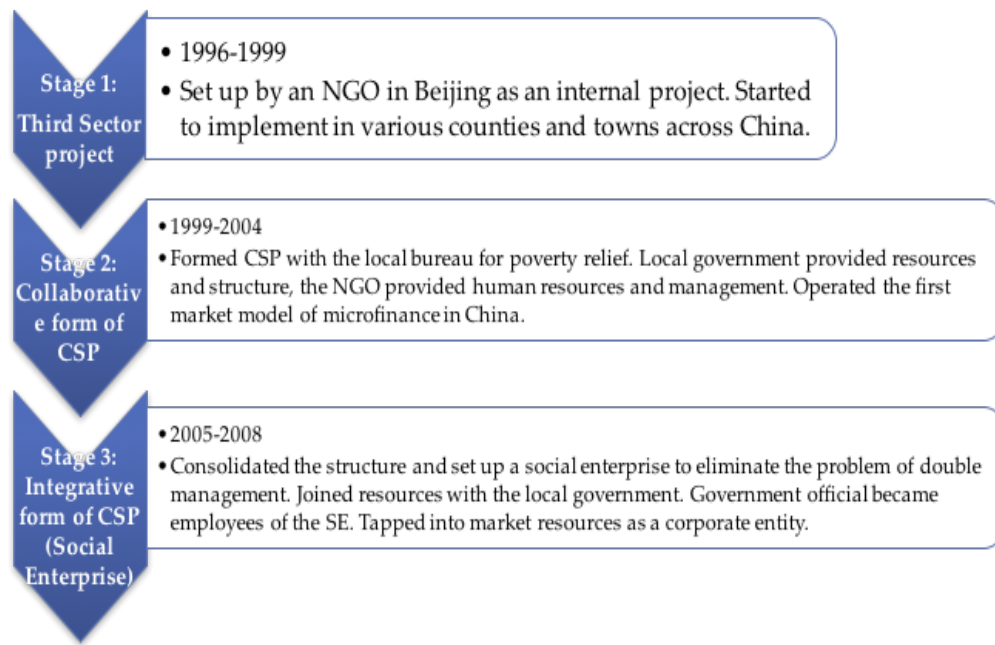 Stage 1:
Third Sector
project
• 1996-1999
• Set up by an NGO in Beijing as an internal project. Started
to implement in various counties and towns across China.
Stage 2:
Collaborativ
e form of
CSP
•1999-2004
•Formed CSP with the local bureau for poverty relief. Local government provided resources
and structure, the NGO provided human resources and management. Operated the first
market model of microfinance in China.
Stage 3:
Integrative
form of CSP
(Social
Enterprise)
•2005-2008
•Consolidated the structure and set up a social enterprise to eliminate the problem of double
management. Joined resources with the local government. Government official became
employees of the SE. Tapped into market resources as a corporate entity.